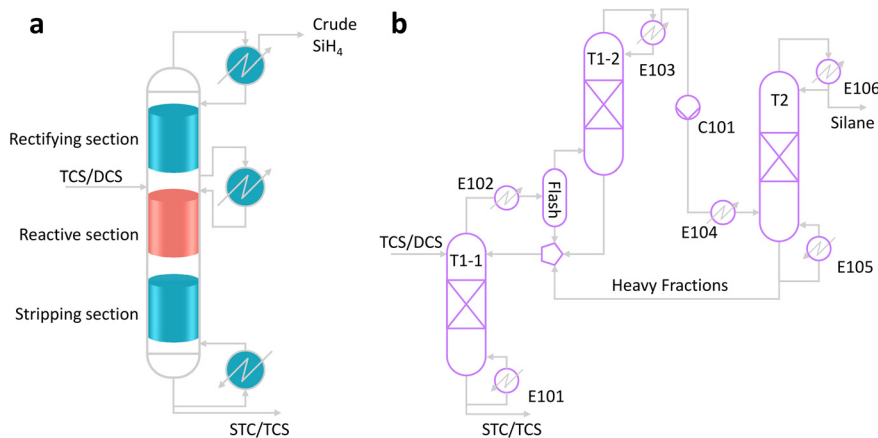 a
Crude
SiH4
Rectifying section
TCS/DCS
Reactive section
Stripping section
STC/TCS
b
T1-2
E103
T2
E106
C101
Silane
E102
Flash
E104
TCS/DCS
T1-1
E105
Heavy Fractions
E101
STC/TCS